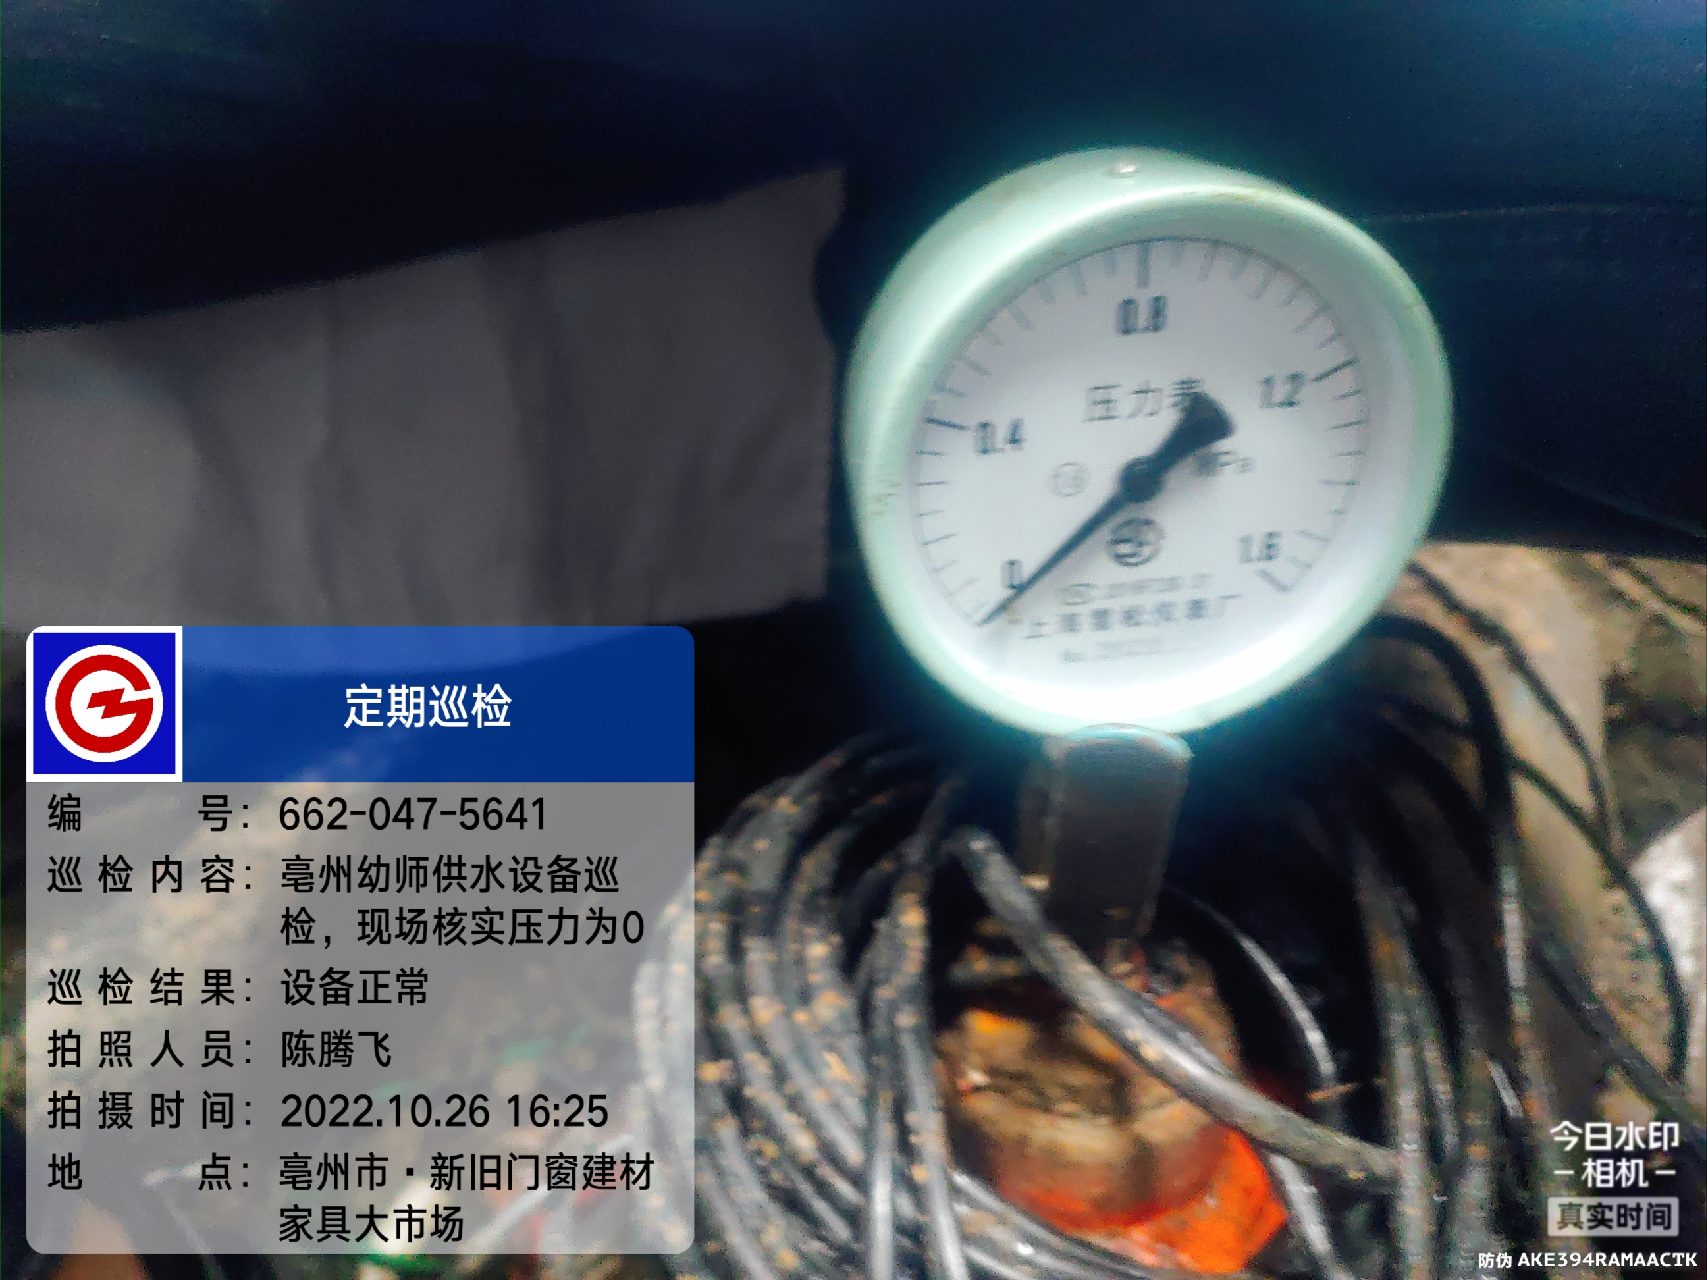 0.8
压力表
1.2
0.4
MPa
0
1.6
定期巡检
编号：662-047-5641
巡检内容：亳州幼师供水设备巡
检，现场核实压力为0
巡检结果：设备正常
拍照人员：陈腾飞
拍摄时间：2022.10.26 16:25
地点：亳州市·新旧门窗建材
家具大市场
今日水印
相机
真实时间
防伪 AKE394RAMAACTK